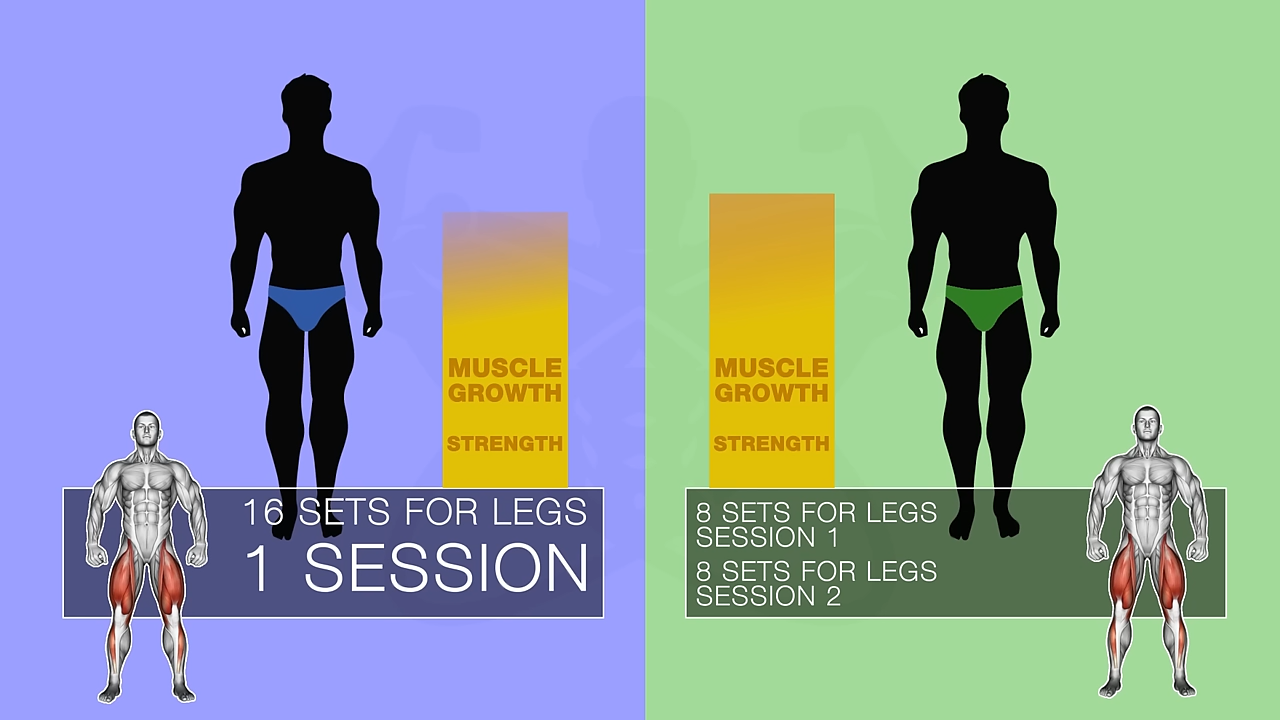 MUSCLE
GROWTH
STRENGTH
16 SETS FOR LEGS
1 SESSION
MUSCLE
GROWTH
STRENGTH
8 SETS FOR LEGS
SESSION 1
8 SETS FOR LEGS
SESSION 2